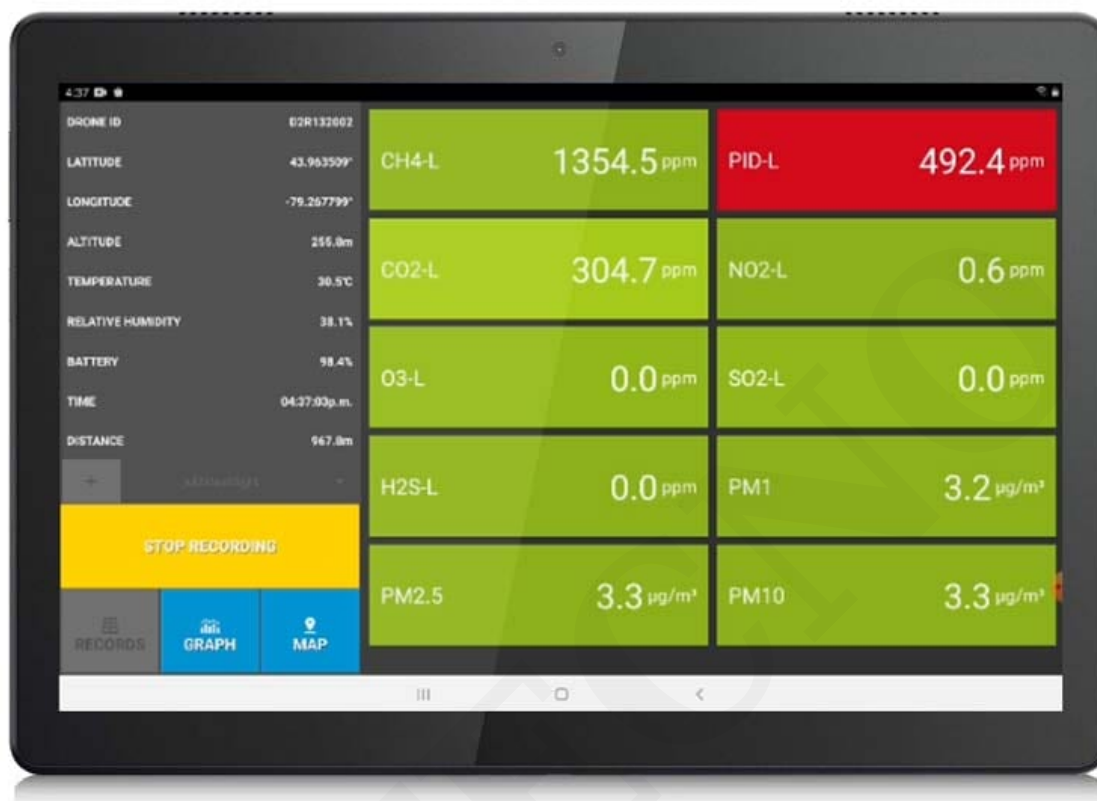 4:37
DRONE ID D2R132002
LATITUDE 43.963509°
LONGITUDE -79.267799°
ALTITUDE 255.0m
TEMPERATURE 30.5°C
RELATIVE HUMIDITY 38.1%
BATTERY 98.4%
TIME 04:37:03p.m.
DISTANCE 967.8m
+
STOP RECORDING
RECORDS
GRAPH
MAP
CH4-L 1354.5 ppm
PID-L 492.4 ppm
CO2-L 304.7 ppm
NO2-L 0.6 ppm
O3-L 0.0 ppm
SO2-L 0.0 ppm
H2S-L 0.0 ppm
PM1 3.2 µg/m³
PM2.5 3.3 µg/m³
PM10 3.3 µg/m³